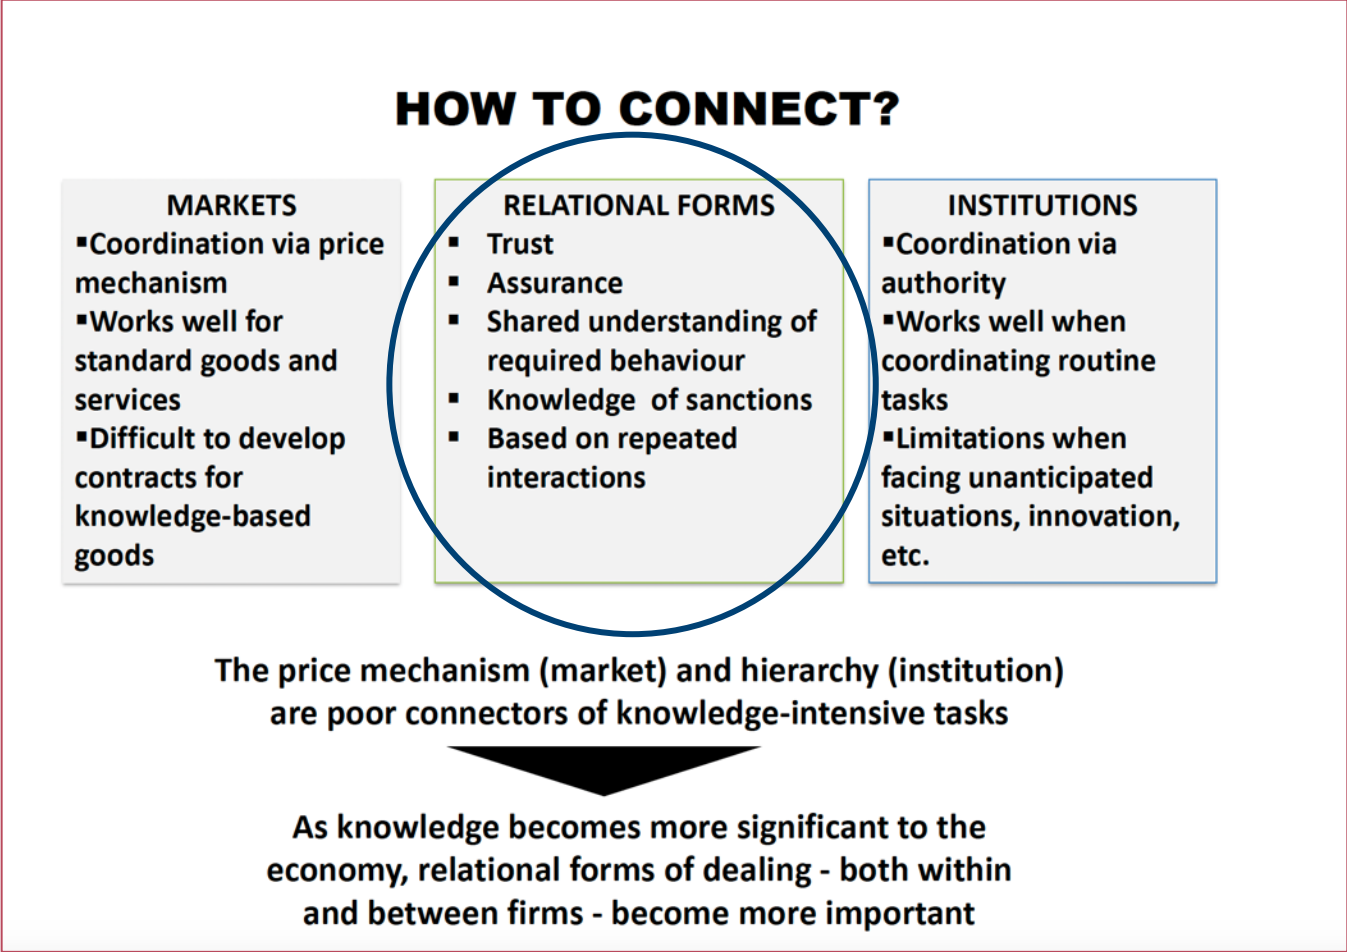 HOW TO CONNECT?
MARKETS
▪Coordination via price
mechanism
▪Works well for
standard goods and
services
▪Difficult to develop
contracts for
knowledge-based
goods
RELATIONAL FORMS
▪ Trust
▪ Assurance
▪ Shared understanding of
required behaviour
▪ Knowledge of sanctions
▪ Based on repeated
interactions
INSTITUTIONS
▪Coordination via
authority
▪Works well when
coordinating routine
tasks
▪Limitations when
facing unanticipated
situations, innovation,
etc.
The price mechanism (market) and hierarchy (institution)
are poor connectors of knowledge-intensive tasks
As knowledge becomes more significant to the
economy, relational forms of dealing - both within
and between firms - become more important